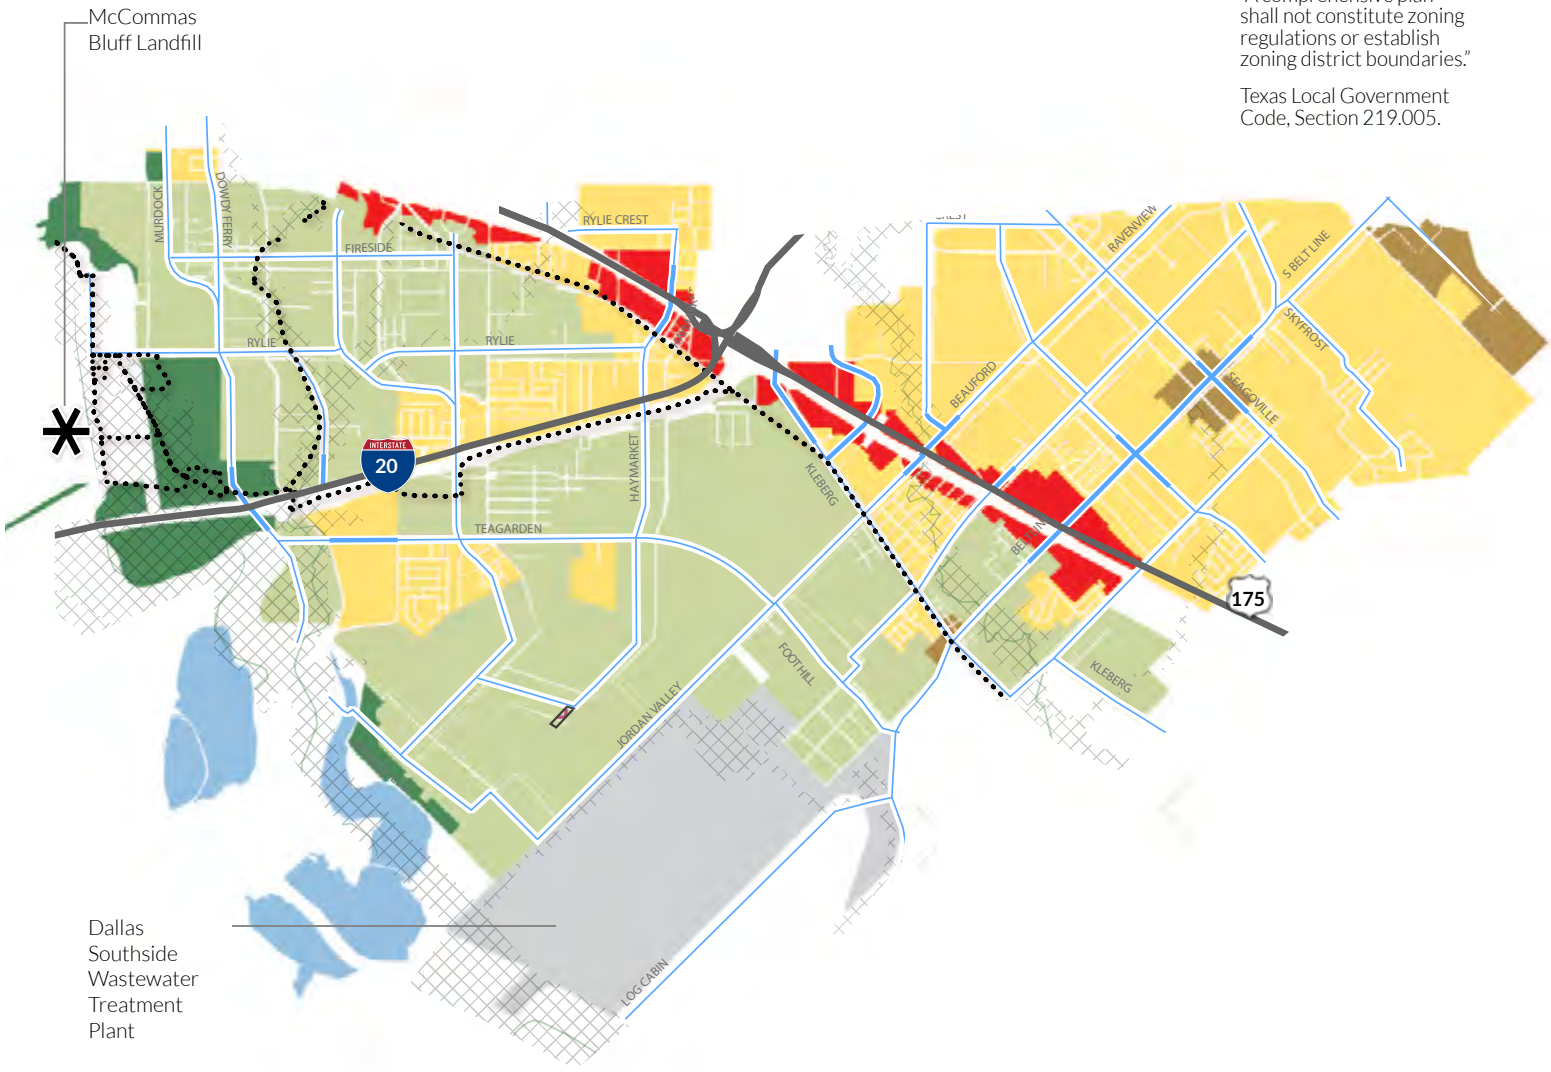 McCommas
Bluff Landfill
shall not constitute zoning
regulations or establish
zoning district boundaries.”
Texas Local Government
Code, Section 219.005.
MURDOCK
DOWDY FERRY
FIRESIDE
RYLIE CREST
RAVENVIEW
S BELT LINE
SKYFROST
RYLIE
RYLIE
BEAUFORD
SEAGOVILLE
INTERSTATE
20
HAYMARKET
KLEBERG
TEAGARDEN
175
FOOTHILL
KLEBERG
JORDAN VALLEY
LOG CABIN
Dallas
Southside
Wastewater
Treatment
Plant